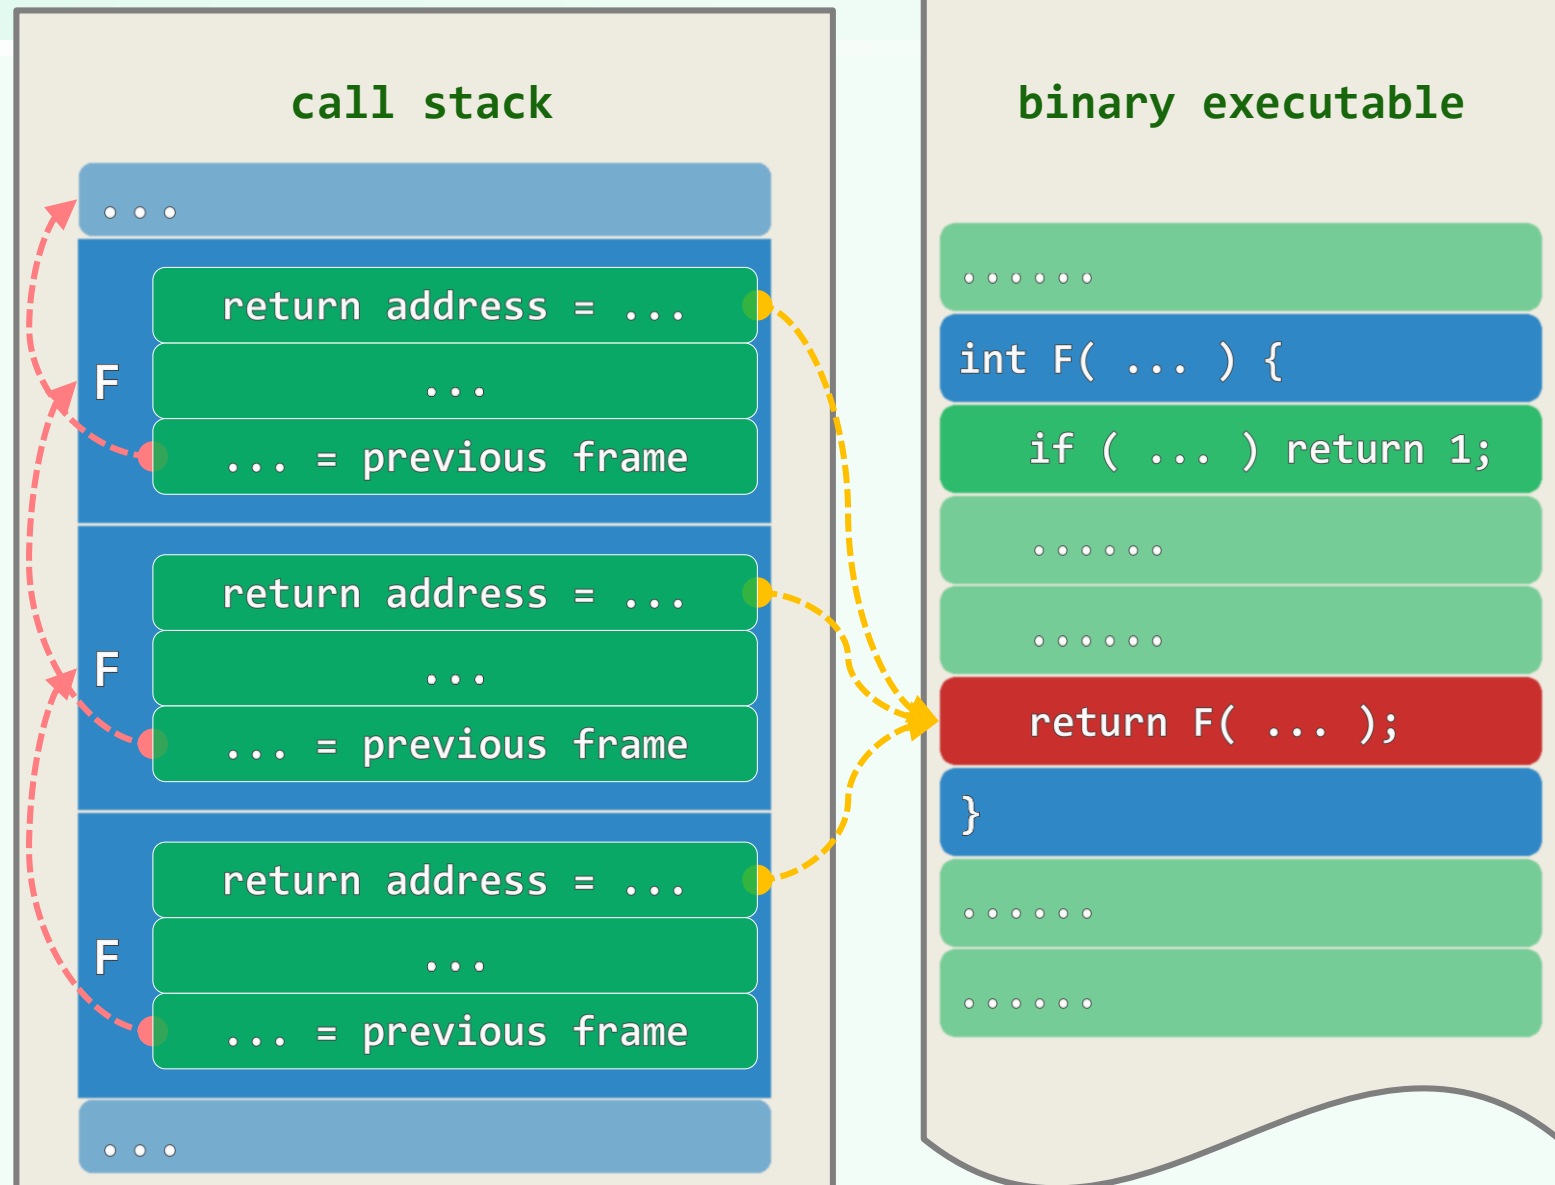 call stack
...
F
return address = ...
...
... = previous frame
F
return address = ...
...
... = previous frame
F
return address = ...
...
... = previous frame
...
binary executable
......
int F( ... ) {
if ( ... ) return 1;
......
......
return F( ... );
}
......
......